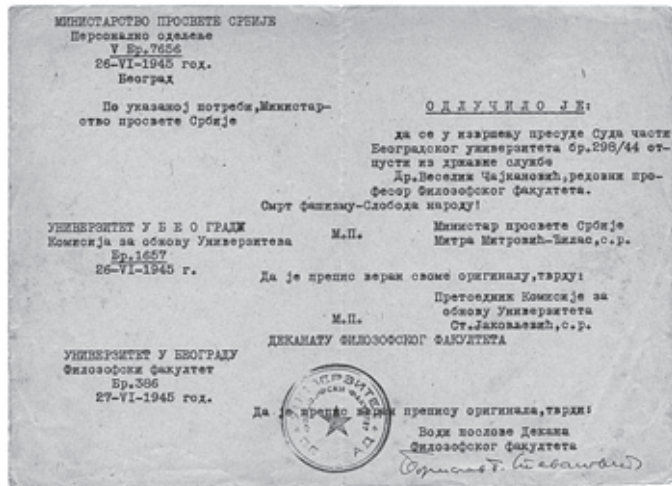 МИНИСТАРСТВО ПРОСВЕТЕ СРБИЈЕ
Персонално одељење
V Бр.7656
26-VI-1945 год.
Београд
По указаној потреби,Министар-
ство просвете Србије
ОДЛУЧИЛО ЈЕ:
да се у извршењу пресуде Суда части
Београдског универзитета бр.298/44 от-
пусти из државне службе
Др.Веселин Чајкановић,редовни про-
фесор Филозофског факултета.
Смрт фашизму-Слобода народу!
УНИВЕРЗИТЕТ У БЕОГРАДУ
Комисија за обнову Универзитева
Бр.1657
26-VI-1945 г.
М.П.
Министар просвете Србије
Митра Митровић-Ђилас,с.р.
Да је препис веран своме оригиналу,тврду:
М.П.
Претседник Комисије за
обнову Универзитета
Ст.Јаковљевић,с.р.
ДЕКАНАТУ ФИЛОЗОФСКОГ ФАКУЛТЕТА
УНИВЕРЗИТЕТ У БЕОГРАДУ
Филозофски факултет
Бр.386
27-VI-1945 год.
Да је препис веран препису оригинала,тврди:
Води послове Декана
Филозофског факултета